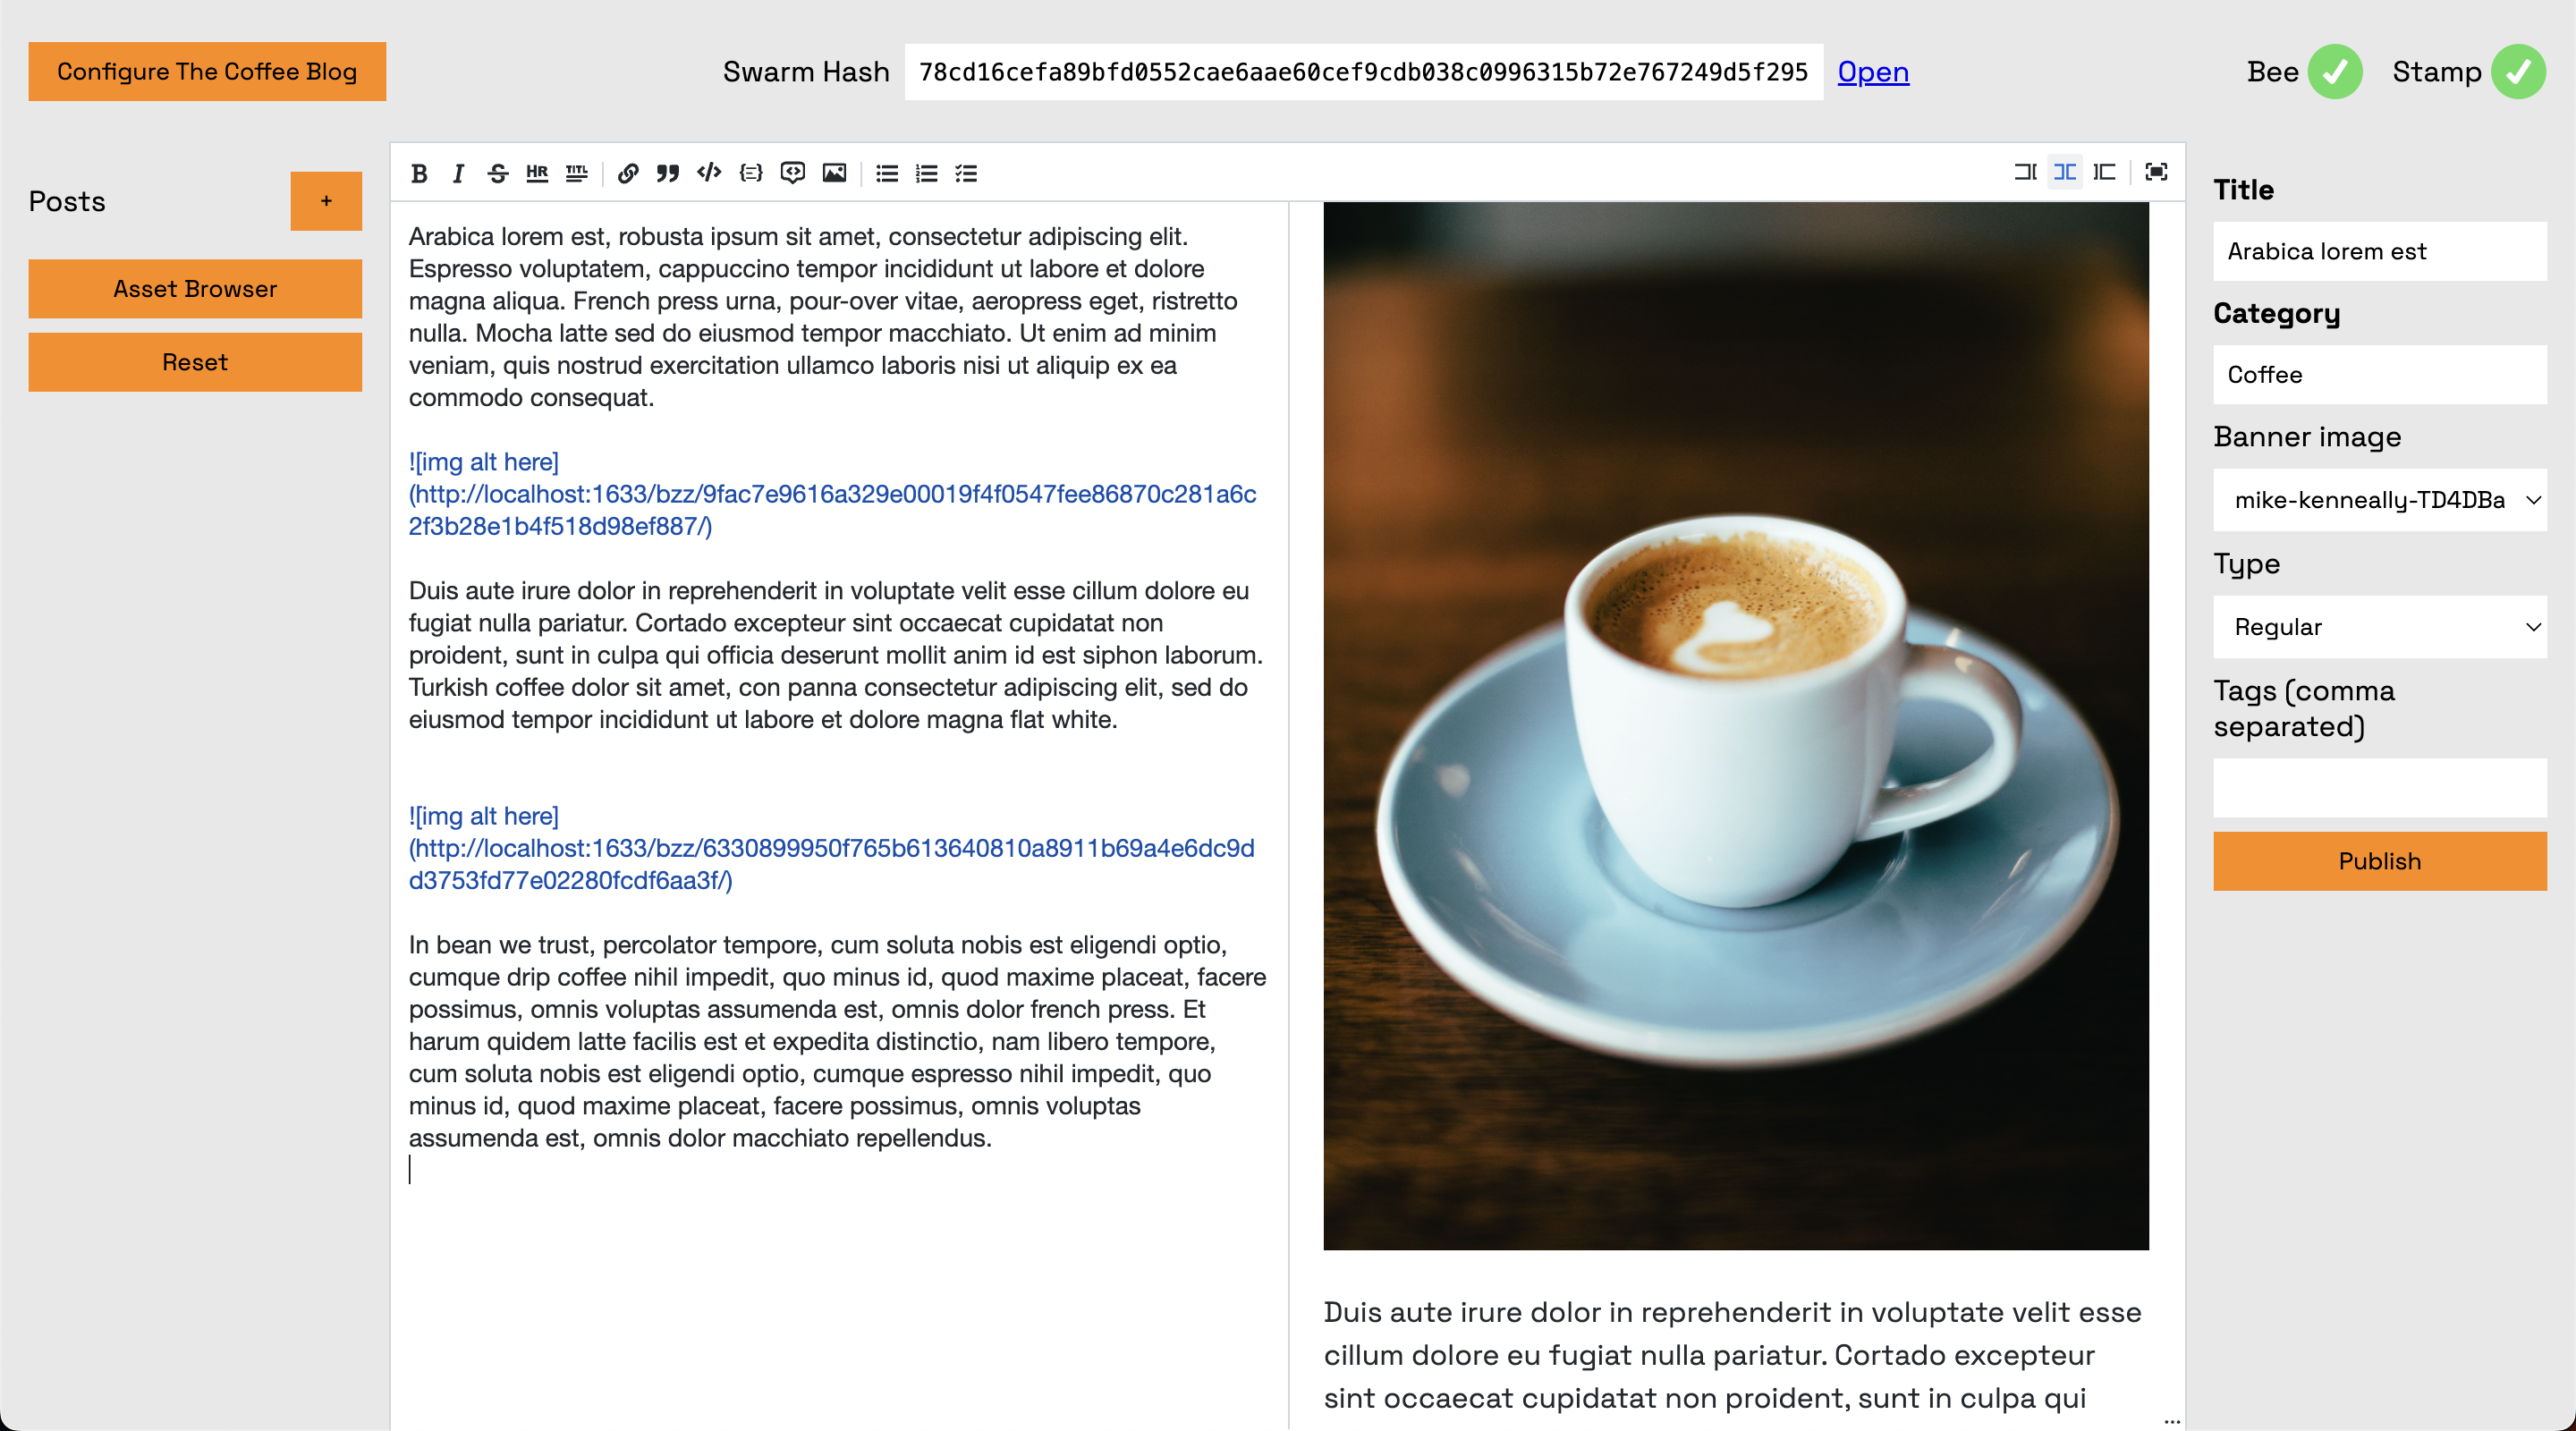 Configure The Coffee Blog
Swarm Hash
78cd16cefa89bfd0552cae6aae60cef9cdb038c0996315b72e767249d5f295
Open
Bee
Stamp
Posts
+
Asset Browser
Reset
B I S HR TITL
Arabica lorem est, robusta ipsum sit amet, consectetur adipiscing elit.
Espresso voluptatem, cappuccino tempor incididunt ut labore et dolore
magna aliqua. French press urna, pour-over vitae, aeropress eget, ristretto
nulla. Mocha latte sed do eiusmod tempor macchiato. Ut enim ad minim
veniam, quis nostrud exercitation ullamco laboris nisi ut aliquip ex ea
commodo consequat.
![img alt here]
(http://localhost:1633/bzz/9fac7e9616a329e00019f4f0547fee86870c281a6c
2f3b28e1b4f518d98ef887/)
Duis aute irure dolor in reprehenderit in voluptate velit esse cillum dolore eu
fugiat nulla pariatur. Cortado excepteur sint occaecat cupidatat non
proident, sunt in culpa qui officia deserunt mollit anim id est siphon laborum.
Turkish coffee dolor sit amet, con panna consectetur adipiscing elit, sed do
eiusmod tempor incididunt ut labore et dolore magna flat white.
![img alt here]
(http://localhost:1633/bzz/6330899950f765b613640810a8911b69a4e6dc9d
d3753fd77e02280fcdf6aa3f/)
In bean we trust, percolator tempore, cum soluta nobis est eligendi optio,
cumque drip coffee nihil impedit, quo minus id, quod maxime placeat, facere
possimus, omnis voluptas assumenda est, omnis dolor french press. Et
harum quidem latte facilis est et expedita distinctio, nam libero tempore,
cum soluta nobis est eligendi optio, cumque espresso nihil impedit, quo
minus id, quod maxime placeat, facere possimus, omnis voluptas
assumenda est, omnis dolor macchiato repellendus.
Duis aute irure dolor in reprehenderit in voluptate velit esse
cillum dolore eu fugiat nulla pariatur. Cortado excepteur
sint occaecat cupidatat non proident, sunt in culpa qui
Title
Arabica lorem est
Category
Coffee
Banner image
mike-kenneally-TD4DBa
Type
Regular
Tags (comma
separated)
Publish